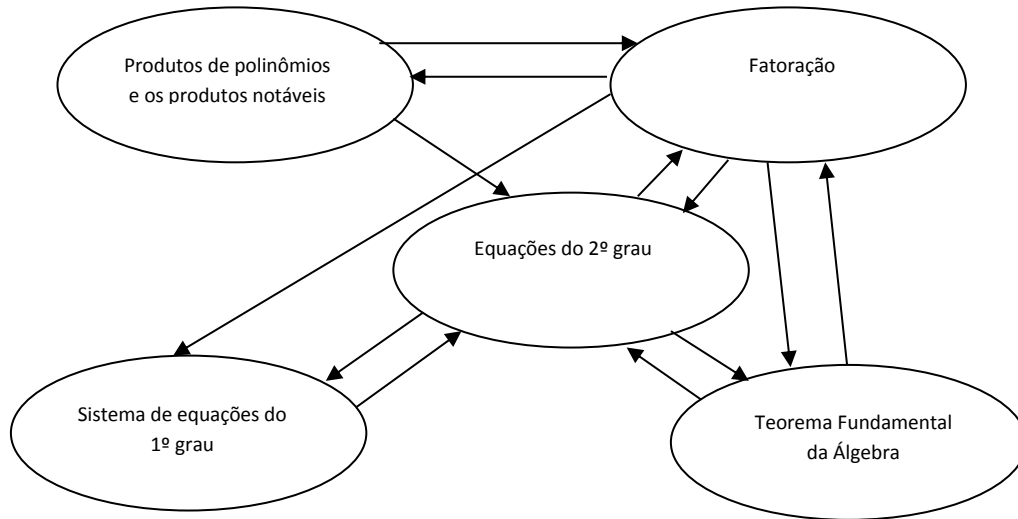 Produtos de polinômios
e os produtos notáveis
Fatoração
Equações do 2º grau
Sistema de equações do
1º grau
Teorema Fundamental
da Álgebra